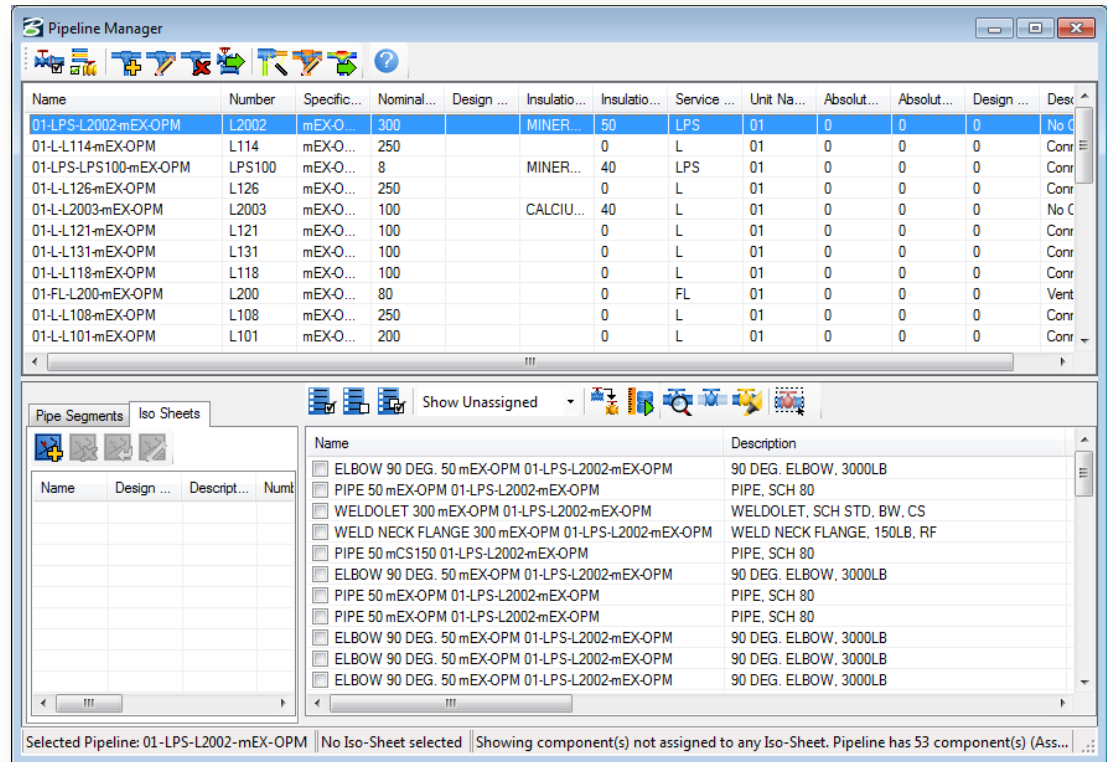 Pipeline Manager
Name Number Specific... Nominal... Design ... Insulatio... Insulatio... Service ... Unit Na... Absolut... Absolut... Design ... Desc
01-LPS-L2002-mEX-OPM L2002 mEX-O... 300 MINER... 50 LPS 01 0 0 0 No C
01-L-L114-mEX-OPM L114 mEX-O... 250 0 L 01 0 0 0 Conr
01-LPS-LPS100-mEX-OPM LPS100 mEX-O... 8 MINER... 40 LPS 01 0 0 0 Conr
01-L-L126-mEX-OPM L126 mEX-O... 250 0 L 01 0 0 0 Conr
01-L-L2003-mEX-OPM L2003 mEX-O... 100 CALCIU... 40 L 01 0 0 0 No C
01-L-L121-mEX-OPM L121 mEX-O... 100 0 L 01 0 0 0 Conr
01-L-L131-mEX-OPM L131 mEX-O... 100 0 L 01 0 0 0 Conr
01-L-L118-mEX-OPM L118 mEX-O... 100 0 L 01 0 0 0 Conr
01-FL-L200-mEX-OPM L200 mEX-O... 80 0 FL 01 0 0 0 Vent
01-L-L108-mEX-OPM L108 mEX-O... 250 0 L 01 0 0 0 Conr
01-L-L101-mEX-OPM L101 mEX-O... 200 0 L 01 0 0 0 Conr
Pipe Segments Iso Sheets
Name Design ... Descript... Numb
Show Unassigned
Name Description
ELBOW 90 DEG. 50 mEX-OPM 01-LPS-L2002-mEX-OPM 90 DEG. ELBOW, 3000LB
PIPE 50 mEX-OPM 01-LPS-L2002-mEX-OPM PIPE, SCH 80
WELDOLET 300 mEX-OPM 01-LPS-L2002-mEX-OPM WELDOLET, SCH STD, BW, CS
WELD NECK FLANGE 300 mEX-OPM 01-LPS-L2002-mEX-OPM WELD NECK FLANGE, 150LB, RF
PIPE 50 mCS150 01-LPS-L2002-mEX-OPM PIPE, SCH 80
ELBOW 90 DEG. 50 mEX-OPM 01-LPS-L2002-mEX-OPM 90 DEG. ELBOW, 3000LB
PIPE 50 mEX-OPM 01-LPS-L2002-mEX-OPM PIPE, SCH 80
PIPE 50 mEX-OPM 01-LPS-L2002-mEX-OPM PIPE, SCH 80
ELBOW 90 DEG. 50 mEX-OPM 01-LPS-L2002-mEX-OPM 90 DEG. ELBOW, 3000LB
ELBOW 90 DEG. 50 mEX-OPM 01-LPS-L2002-mEX-OPM 90 DEG. ELBOW, 3000LB
ELBOW 90 DEG. 50 mEX-OPM 01-LPS-L2002-mEX-OPM 90 DEG. ELBOW, 3000LB
Selected Pipeline: 01-LPS-L2002-mEX-OPM No Iso-Sheet selected Showing component(s) not assigned to any Iso-Sheet. Pipeline has 53 component(s) (Ass...